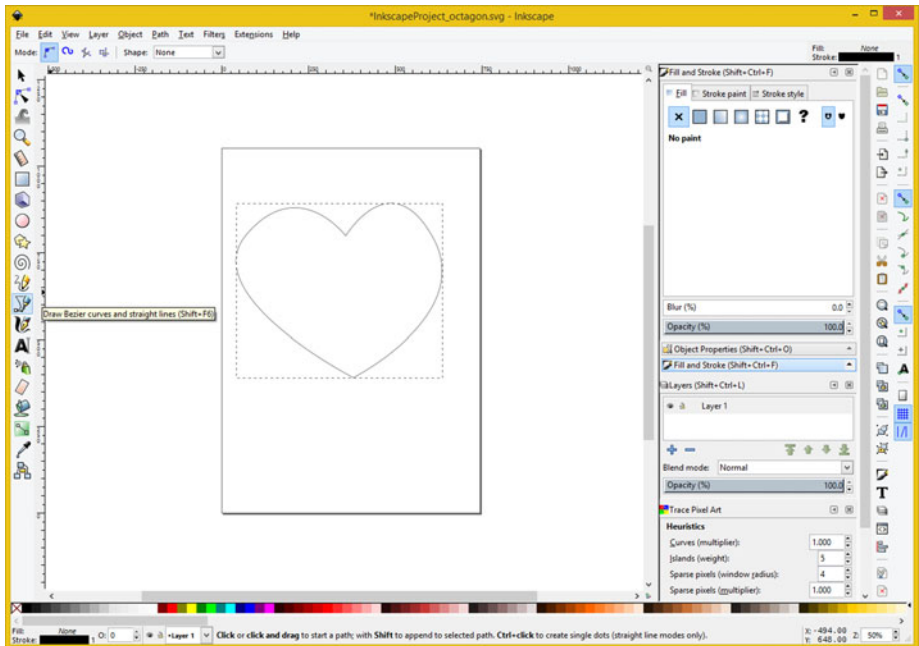 *InkscapeProject_octagon.svg - Inkscape
File Edit View Layer Object Path Text Filters Extensions Help
Mode: Shape: None
Fill: None
Stroke: 1
Fill and Stroke (Shift+Ctrl+F)
Fill Stroke paint Stroke style
?
No paint
Draw Bezier curves and straight lines (Shift+F6)
Blur (%) 0.0
Opacity (%) 100.0
Object Properties (Shift+Ctrl+O)
Fill and Stroke (Shift+Ctrl+F)
Layers (Shift+Ctrl+L)
Layer 1
Blend mode: Normal
Opacity (%) 100.0
Trace Pixel Art
Heuristics
Curves (multiplier): 1.000
Islands (weight): 5
Sparse pixels (window radius): 4
Sparse pixels (multiplier): 1.000
Fill: None
Stroke: 1 O: 0 •Layer 1 Click or click and drag to start a path; with Shift to append to selected path. Ctrl+click to create single dots (straight line modes only).
X: -494.00
Y: 648.00 Z: 50%